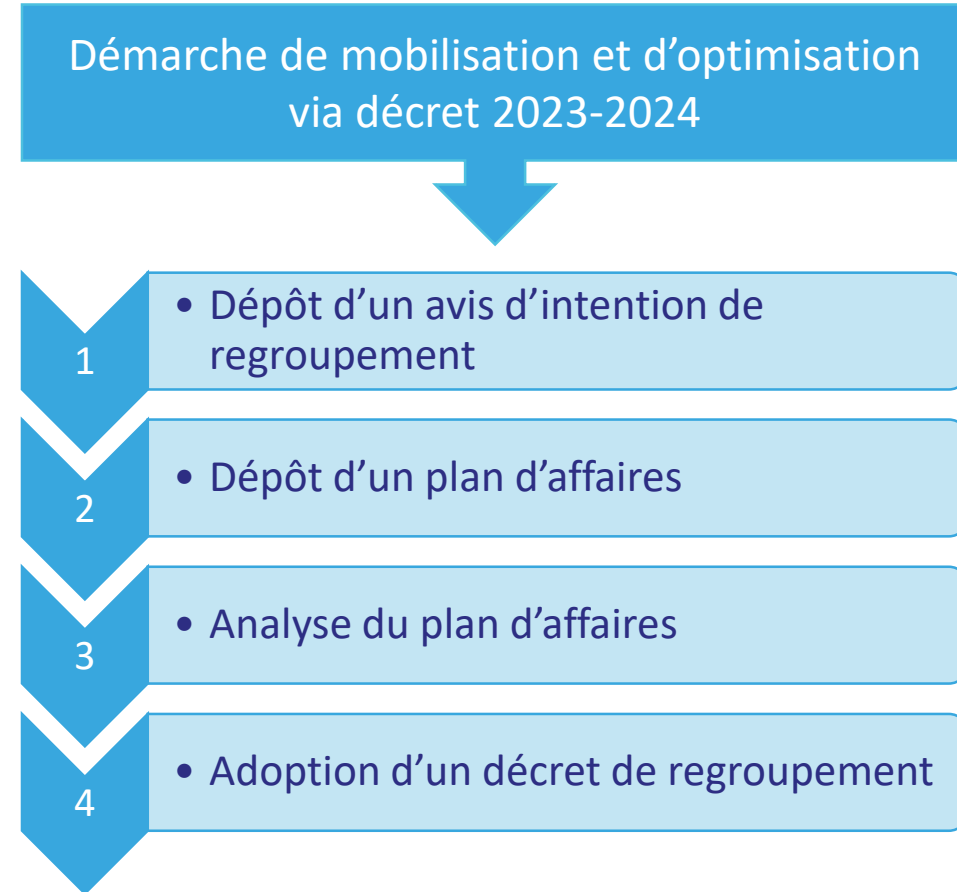 Démarche de mobilisation et d’optimisation
via décret 2023-2024
1
• Dépôt d’un avis d’intention de
regroupement
2
• Dépôt d’un plan d’affaires
3
• Analyse du plan d’affaires
4
• Adoption d’un décret de regroupement